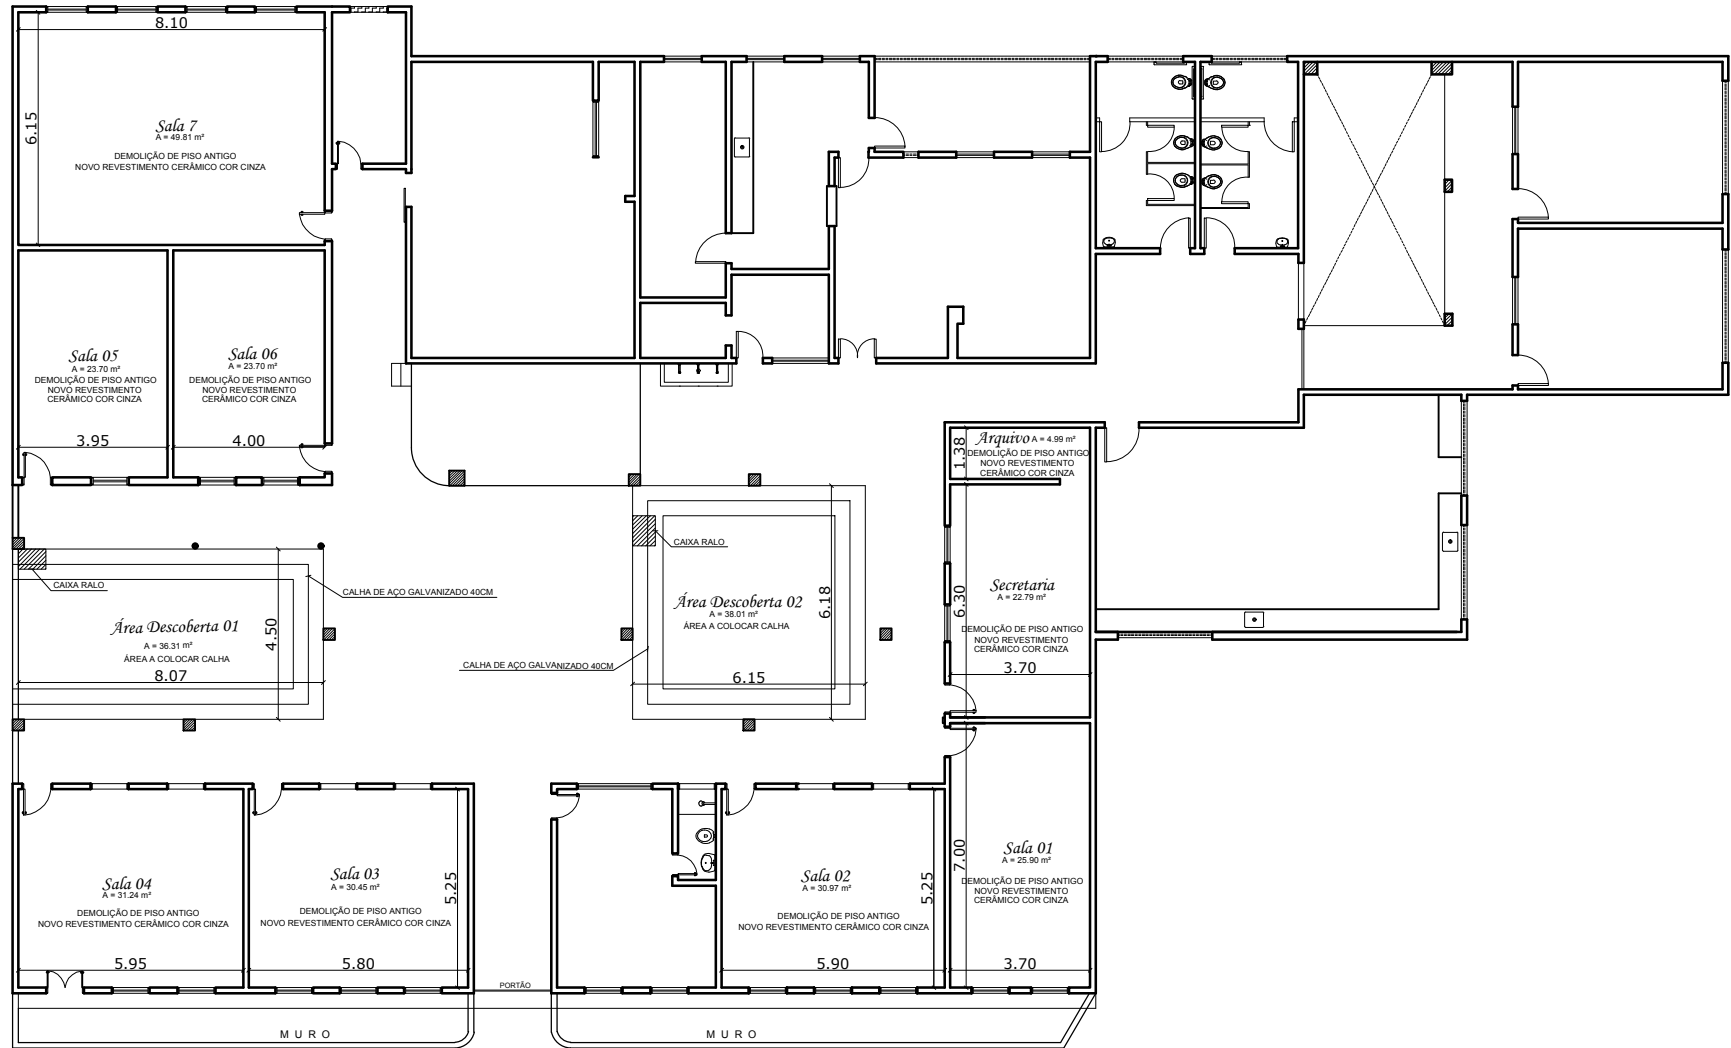 8.10
6.15
Sala 7
A = 49.81 m²
DEMOLIÇÃO DE PISO ANTIGO
NOVO REVESTIMENTO CERÂMICO COR CINZA
Sala 05
A = 23.70 m²
DEMOLIÇÃO DE PISO ANTIGO
NOVO REVESTIMENTO
CERÂMICO COR CINZA
3.95
Sala 06
A = 23.70 m²
DEMOLIÇÃO DE PISO ANTIGO
NOVO REVESTIMENTO
CERÂMICO COR CINZA
4.00
Arquivo A = 4.99 m²
1.38
DEMOLIÇÃO DE PISO ANTIGO
NOVO REVESTIMENTO
CERÂMICO COR CINZA
CAIXA RALO
CALHA DE AÇO GALVANIZADO 40CM
Área Descoberta 01
A = 36.31 m²
ÁREA A COLOCAR CALHA
8.07
4.50
CAIXA RALO
Área Descoberta 02
A = 38.01 m²
ÁREA A COLOCAR CALHA
6.18
CALHA DE AÇO GALVANIZADO 40CM
6.15
Secretaria
A = 22.79 m²
6.30
DEMOLIÇÃO DE PISO ANTIGO
NOVO REVESTIMENTO
CERÂMICO COR CINZA
3.70
Sala 04
A = 31.24 m²
DEMOLIÇÃO DE PISO ANTIGO
NOVO REVESTIMENTO CERÂMICO COR CINZA
5.95
Sala 03
A = 30.45 m²
5.25
DEMOLIÇÃO DE PISO ANTIGO
NOVO REVESTIMENTO CERÂMICO COR CINZA
5.80
Sala 02
A = 30.97 m²
5.25
DEMOLIÇÃO DE PISO ANTIGO
NOVO REVESTIMENTO CERÂMICO COR CINZA
5.90
Sala 01
A = 25.90 m²
7.00
DEMOLIÇÃO DE PISO ANTIGO
NOVO REVESTIMENTO
CERÂMICO COR CINZA
3.70
PORTÃO
MURO
MURO